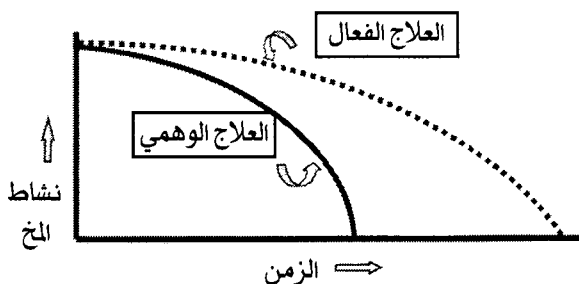 العلاج الفعال
العلاج الوهمي
نشاط
المخ
الزمن